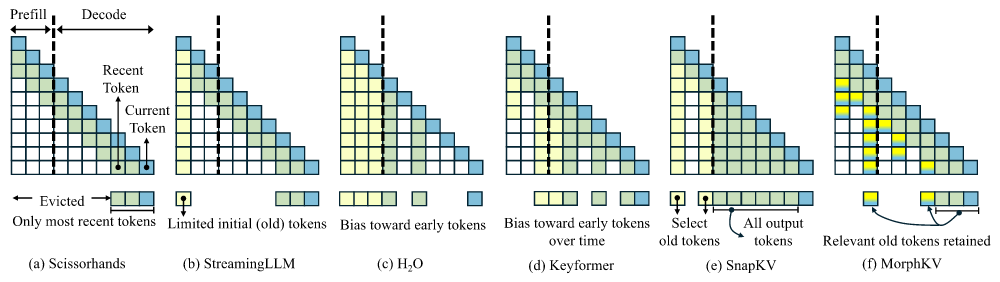 Prefill
Decode
Recent
Token
Current
Token
Evicted
Only most recent tokens
(a) Scissorhands
Limited initial (old) tokens
(b) StreamingLLM
Bias toward early tokens
(c) H₂O
Bias toward early tokens
over time
(d) Keyformer
Select
old tokens
All output
tokens
(e) SnapKV
Relevant old tokens retained
(f) MorphKV